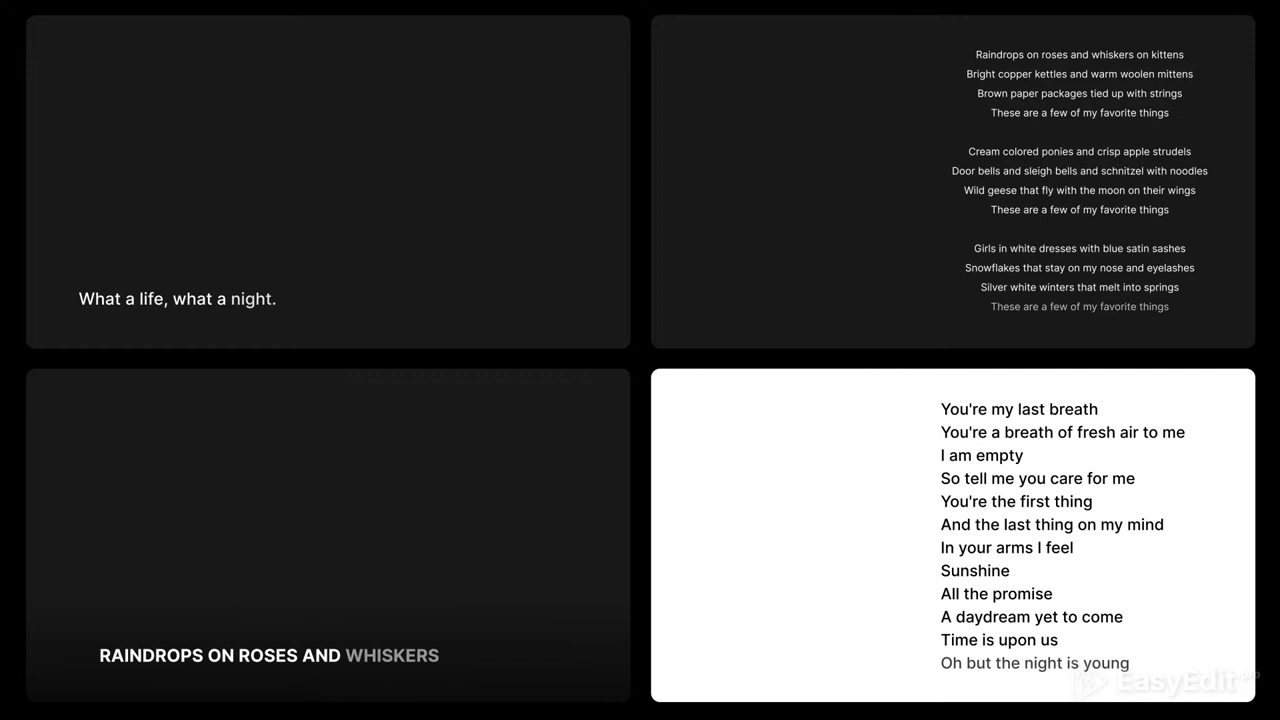 What a life, what a night.
Raindrops on roses and whiskers on kittens
Bright copper kettles and warm woolen mittens
Brown paper packages tied up with strings
These are a few of my favorite things
Cream colored ponies and crisp apple strudels
Door bells and sleigh bells and schnitzel with noodles
Wild geese that fly with the moon on their wings
These are a few of my favorite things
Girls in white dresses with blue satin sashes
Snowflakes that stay on my nose and eyelashes
Silver white winters that melt into springs
These are a few of my favorite things
RAINDROPS ON ROSES AND WHISKERS
You're my last breath
You're a breath of fresh air to me
I am empty
So tell me you care for me
You're the first thing
And the last thing on my mind
In your arms I feel
Sunshine
All the promise
A daydream yet to come
Time is upon us
Oh but the night is young
EasyEdit